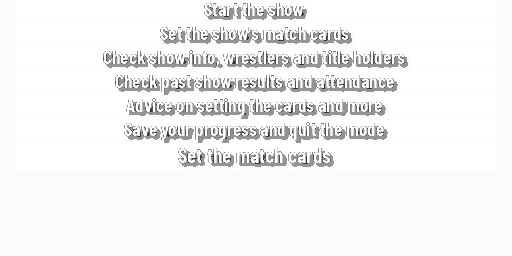 Start the show
Set the show's match cards
Check show info, wrestlers and title holders
Check past show results and attendance
Advice on setting the cards and more
Save your progress and quit the mode
Set the match cards